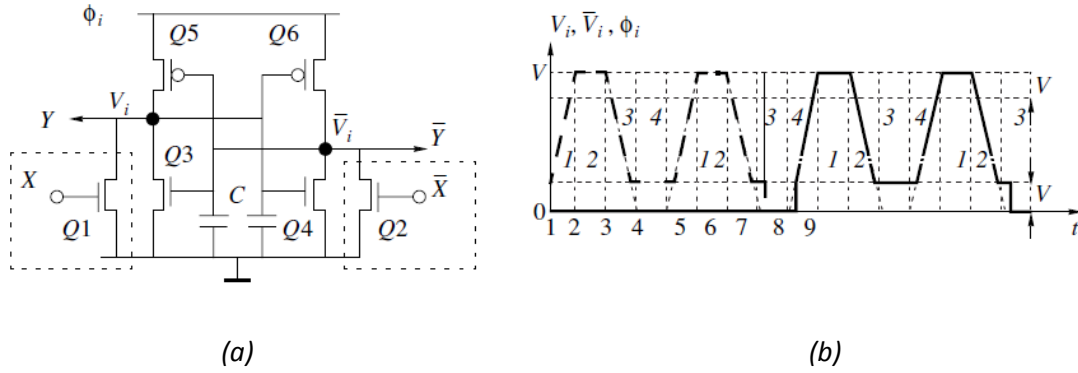 ϕi
Q5 Q6
Vi
Y
V̄i
Ȳ
Q3
X
C
X̄
Q1 Q4 Q2
(a)
Vi, V̄i , ϕi
V V
3 4 3 4 3 4 3
1 2 1 2 1 2 1 2
V
0
1 2 3 4 5 6 7 8 9
t
(b)